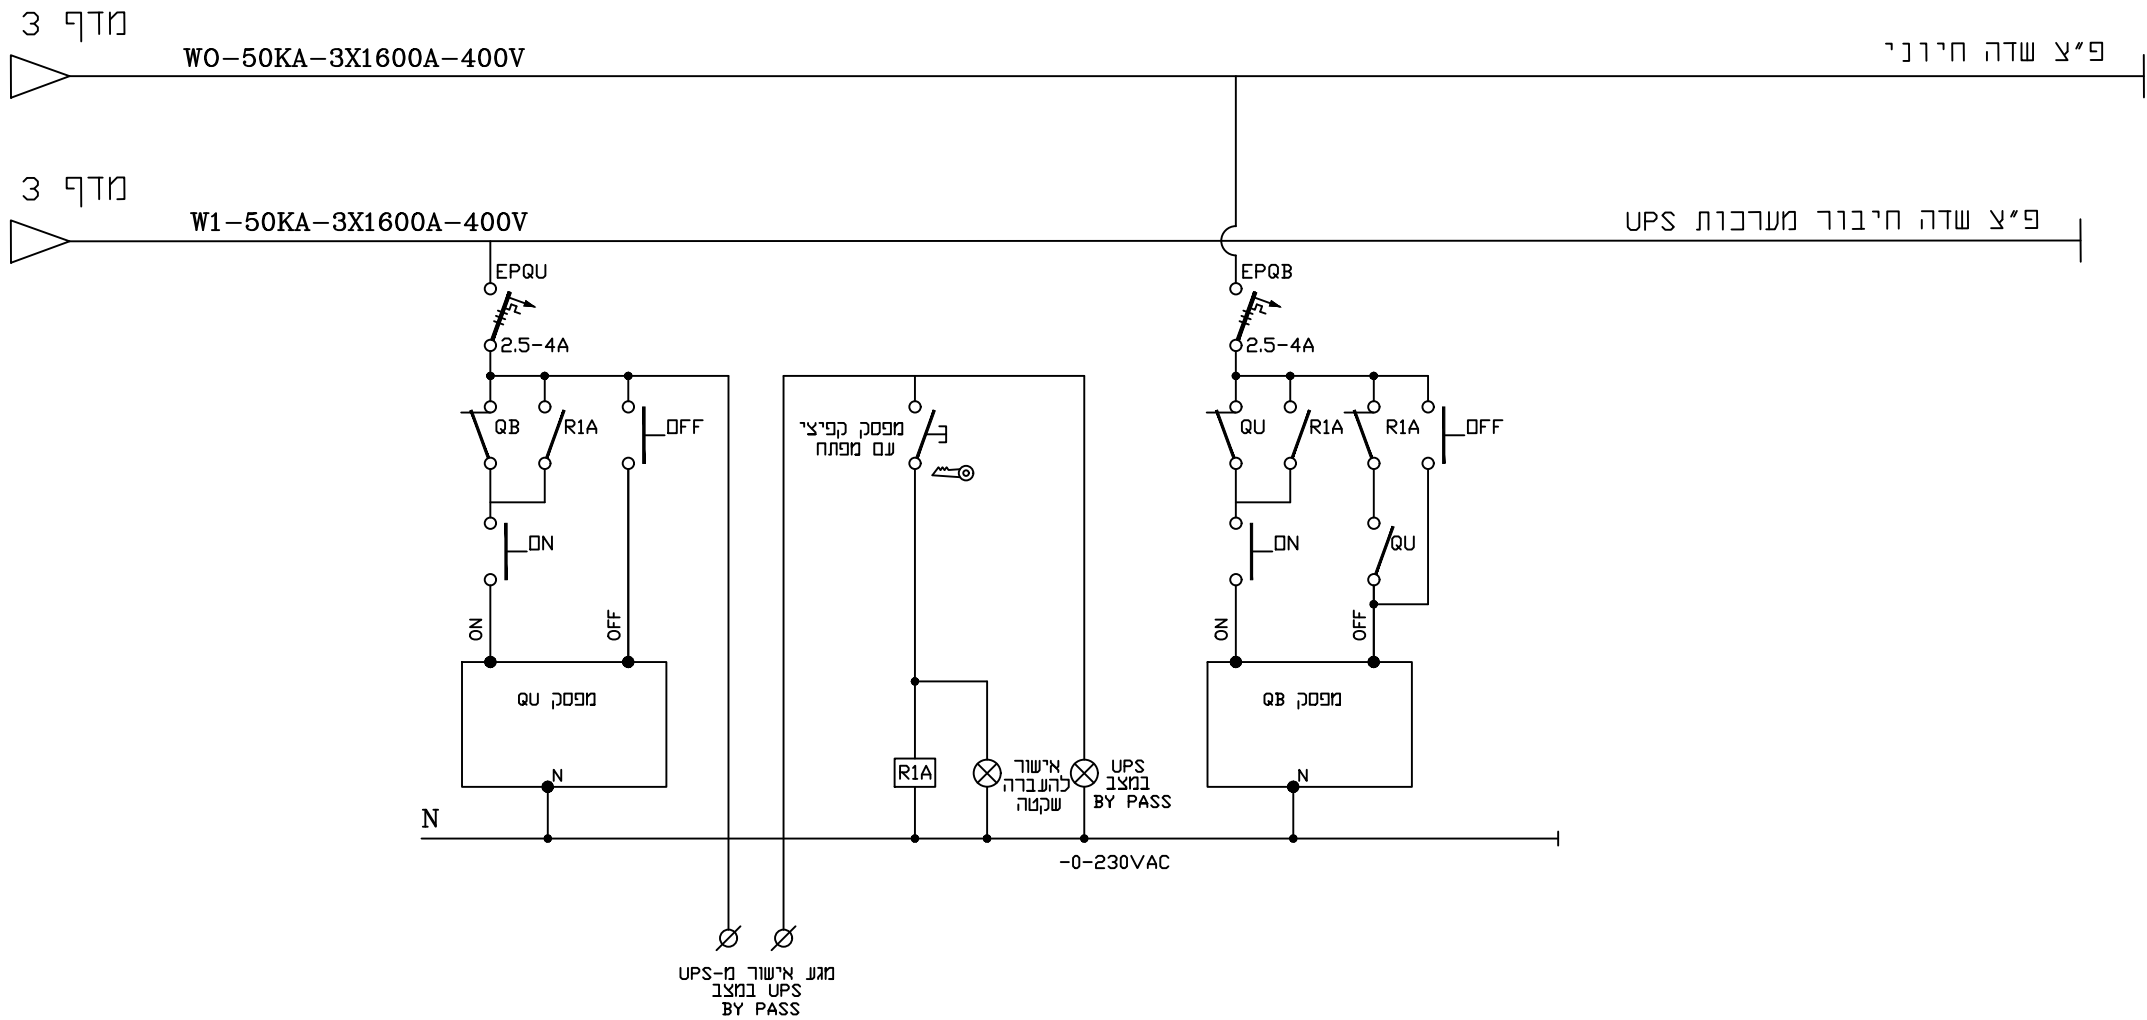 מדף 3
W0-50KA-3X1600A-400V
פ״צ שדה חיוני
מדף 3
W1-50KA-3X1600A-400V
פ״צ שדה חיבור מערכות UPS
EPQU
EPQB
2.5-4A
2.5-4A
QB
R1A
OFF
מפסק קפיצי
עם מפתח
QU
R1A
R1A
OFF
ON
ON
QU
ON
OFF
ON
OFF
מפסק QU
מפסק QB
R1A
אישור
להעברה
שקטה
UPS
במצב
BY PASS
N
N
N
-0-230VAC
מגע אישור מ-UPS
UPS במצב
BY PASS